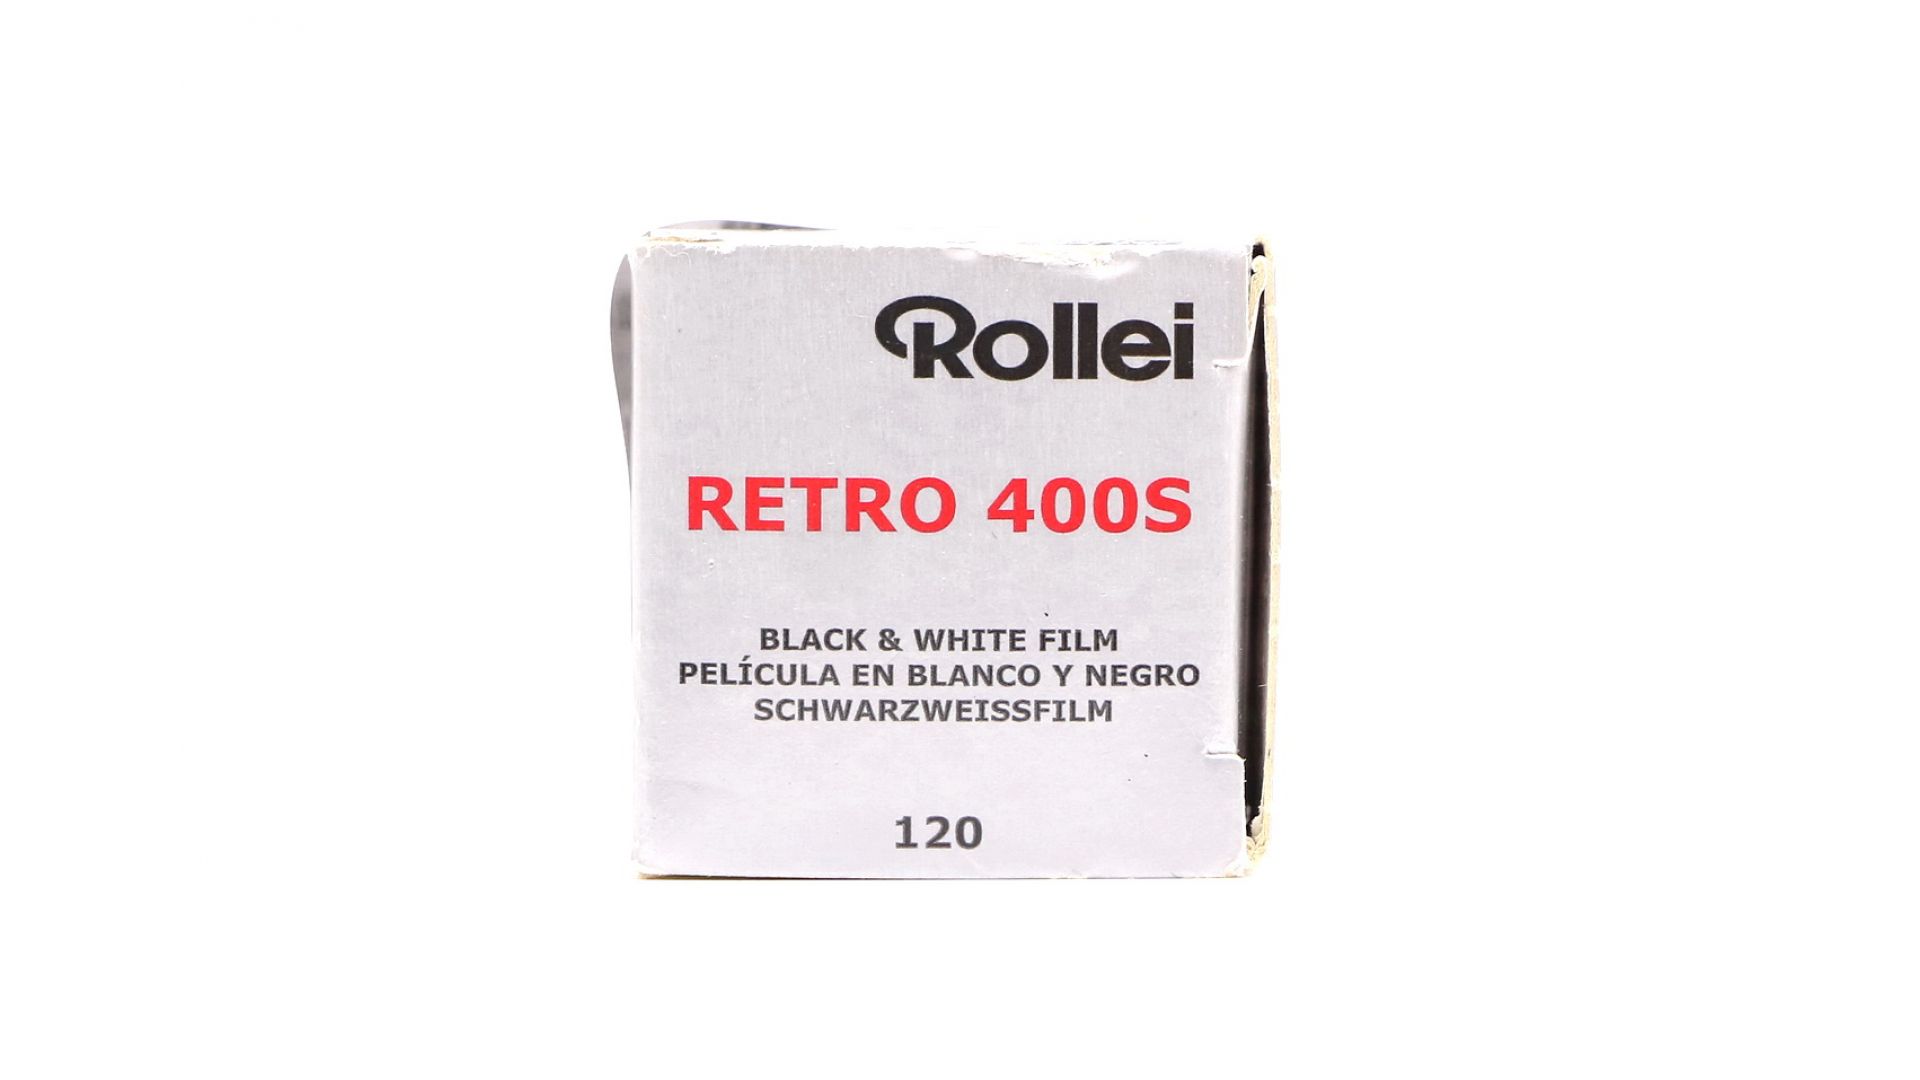 Rollei
RETRO 400S
BLACK & WHITE FILM
PELÍCULA EN BLANCO Y NEGRO
SCHWARZWEISSFILM
120